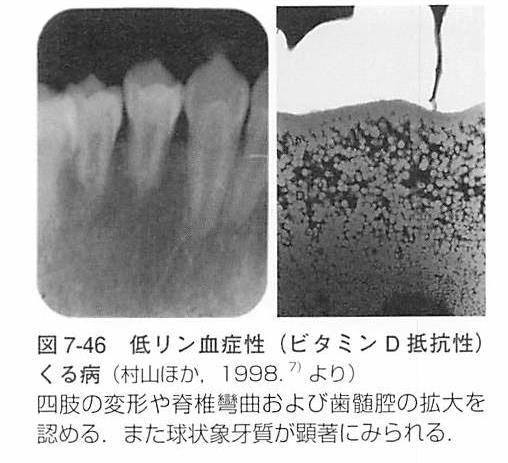 図7-46 低リン血症性（ビタミンD抵抗性）
くる病（村山ほか，1998.⁷⁾より）
四肢の変形や脊椎彎曲および歯髄腔の拡大を
認める．また球状象牙質が顕著にみられる．